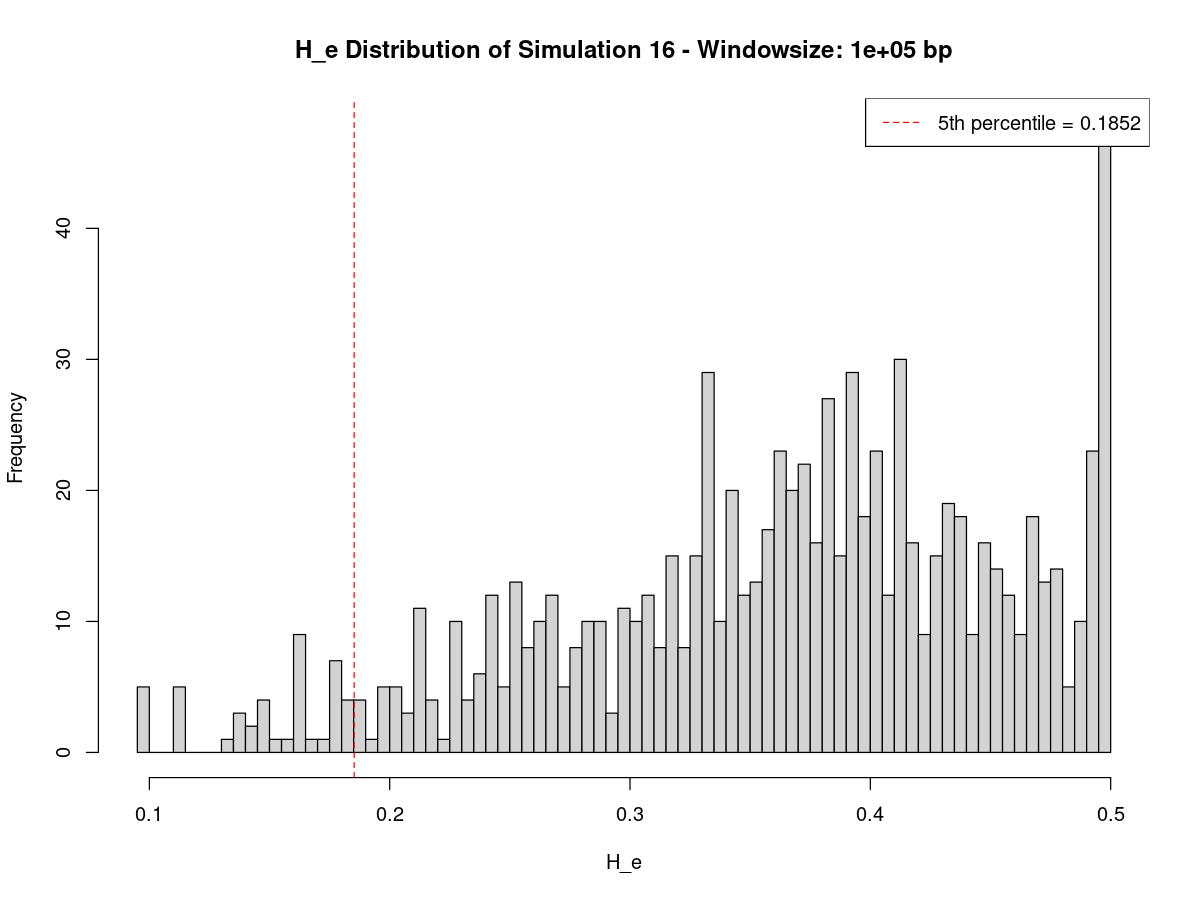 H_e Distribution of Simulation 16 - Windowsize: 1e+05 bp
5th percentile = 0.1852
Frequency
40
30
20
10
0
0.1 0.2 0.3 0.4 0.5
H_e